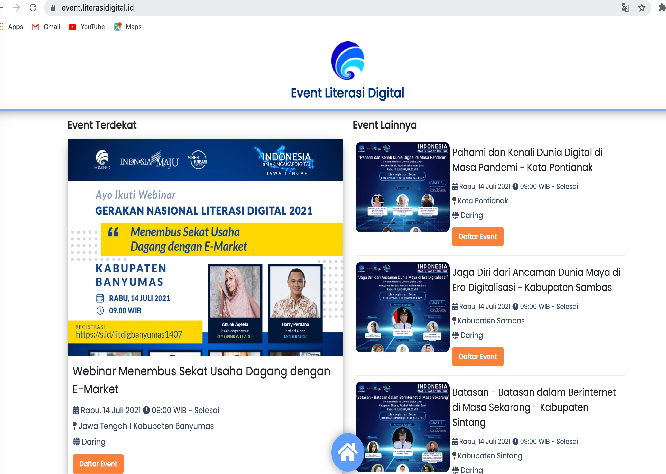 event.literasidigital.id
Apps Gmail YouTube Maps
Event Literasi Digital
Event Terdekat
INDONESIA MAJU
INDONESIA
JAWA TENGAH
Ayo Ikuti Webinar
GERAKAN NASIONAL LITERASI DIGITAL 2021
Menembus Sekat Usaha
Dagang dengan E-Market
KABUPATEN
BANYUMAS
RABU, 14 JULI 2021
09.00 WIB
REGISTRASI
https://s.id/litdigbanyumas1407
Webinar Menembus Sekat Usaha Dagang dengan
E-Market
Rabu, 14 Juli 2021 09:00 WIB - Selesai
Jawa Tengah | Kabupaten Banyumas
Daring
Daftar Event
Event Lainnya
INDONESIA
Pahami dan Kenali Dunia Digital di
Masa Pandemi - Kota Pontianak
Rabu, 14 Juli 2021 09:00 WIB - Selesai
Kota Pontianak
Daring
Daftar Event
INDONESIA
Jaga Diri dari Ancaman Dunia Maya di
Era Digitalisasi - Kabupaten Sambas
Rabu, 14 Juli 2021 09:00 WIB - Selesai
Kabupaten Sambas
Daring
Daftar Event
INDONESIA
Batasan - Batasan dalam Berinternet
di Masa Sekarang - Kabupaten
Sintang
Rabu, 14 Juli 2021 09:00 WIB - Selesai
Kabupaten Sintang
Daring